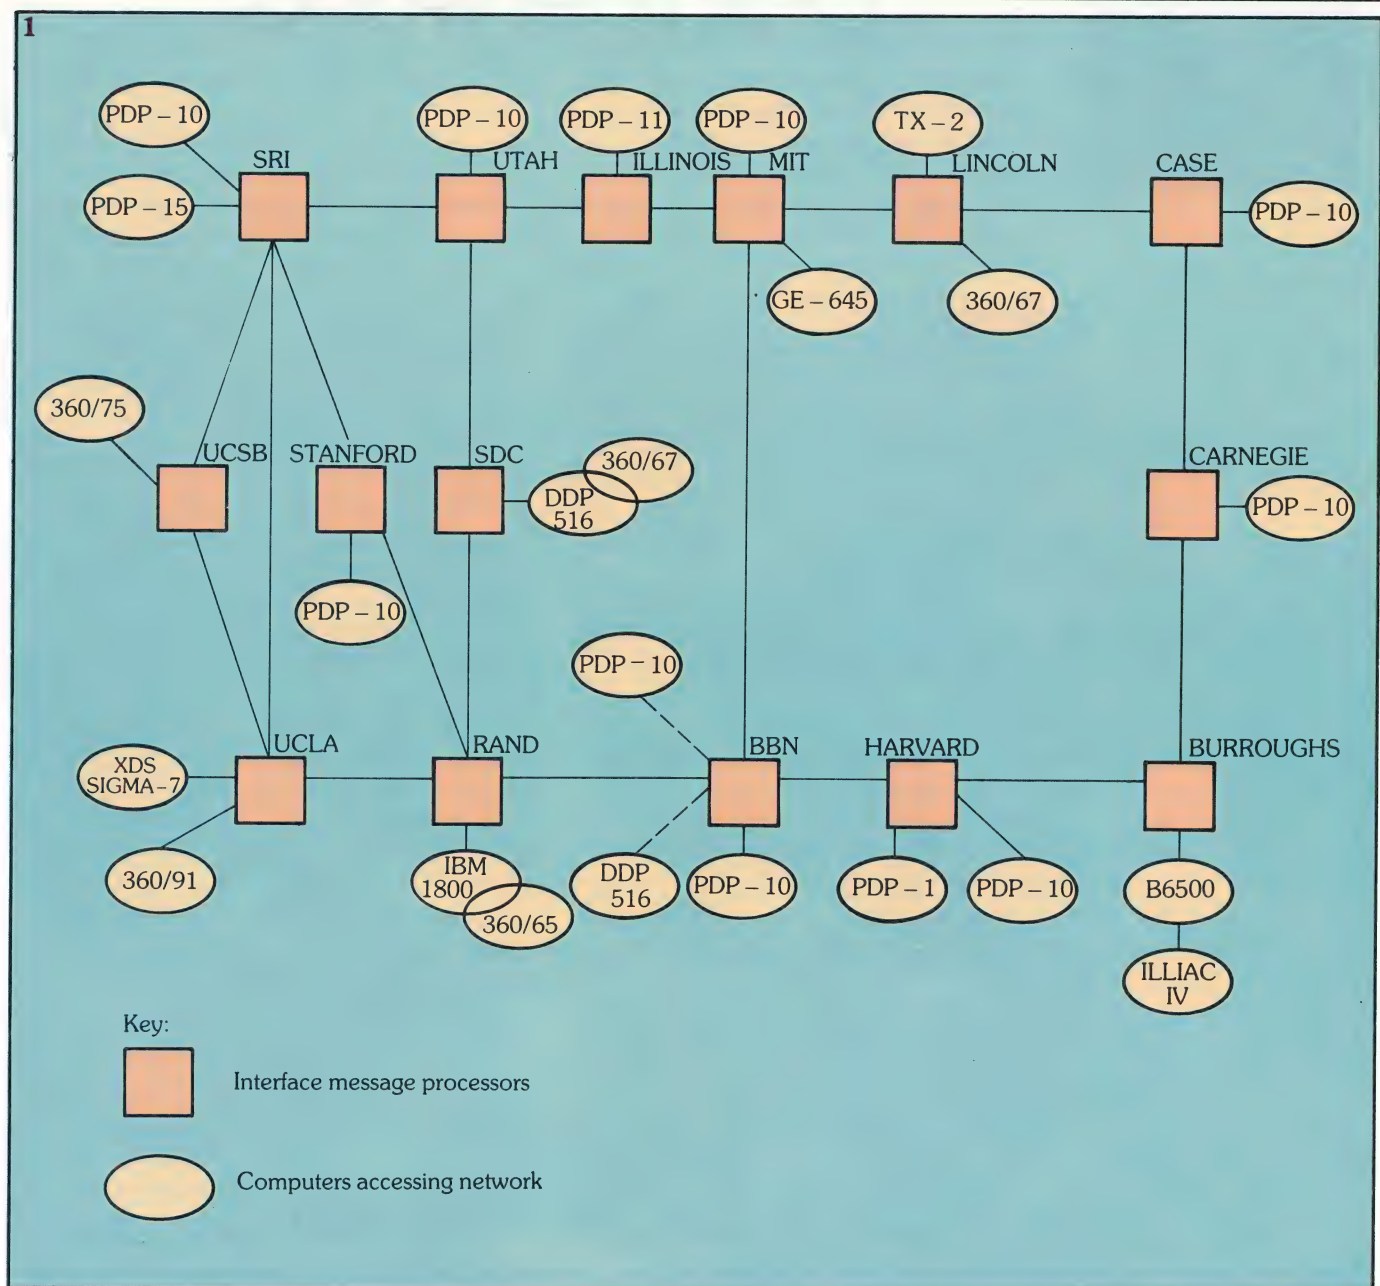 1
PDP – 10
PDP – 10
PDP – 11
PDP – 10
TX – 2
SRI
UTAH
ILLINOIS
MIT
LINCOLN
CASE
PDP – 15
PDP – 10
GE – 645
360/67
360/75
UCSB
STANFORD
SDC
360/67
CARNEGIE
DDP
516
PDP – 10
PDP – 10
PDP – 10
UCLA
RAND
BBN
HARVARD
BURROUGHS
XDS
SIGMA–7
360/91
IBM
1800
360/65
DDP
516
PDP – 10
PDP – 1
PDP – 10
B6500
ILLIAC
IV
Key:
Interface message processors
Computers accessing network